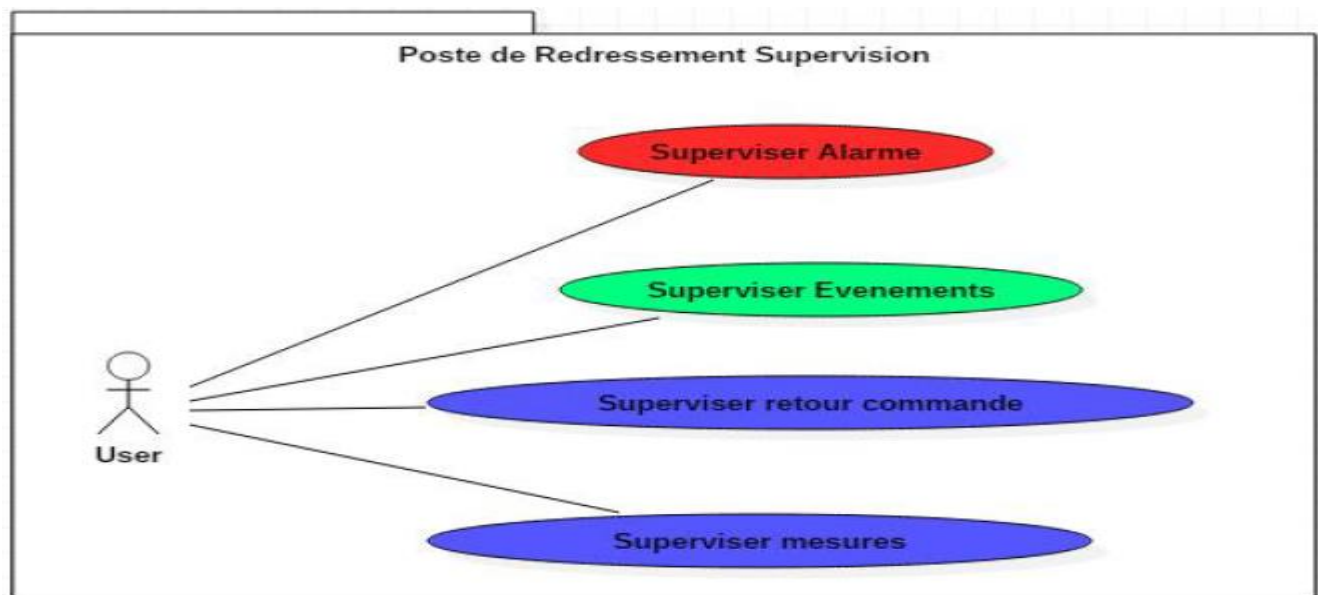 Poste de Redressement Supervision
Superviser Alarme
Superviser Evenements
Superviser retour commande
User
Superviser mesures